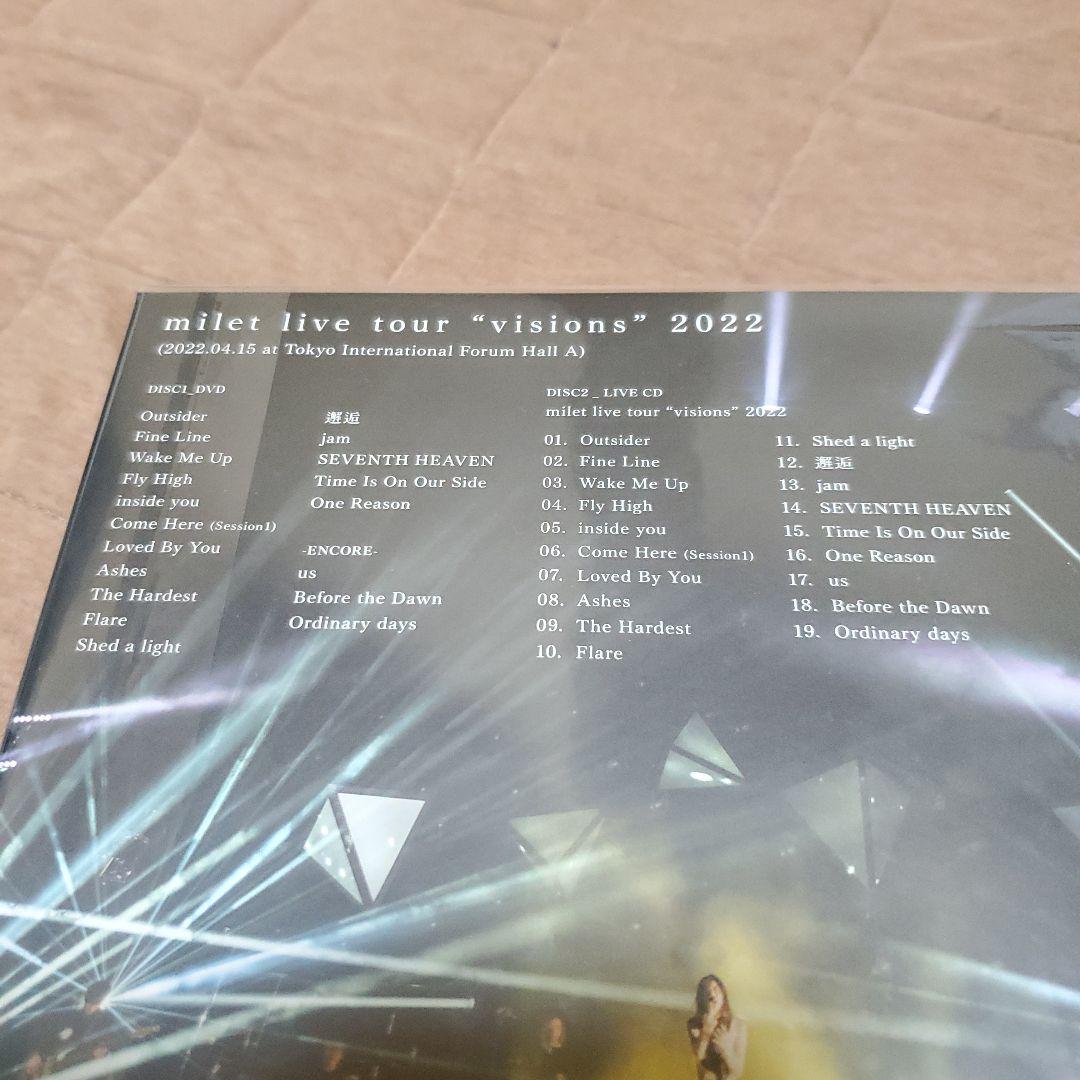 milet live tour “visions” 2022
(2022.04.15 at Tokyo International Forum Hall A)
DISC1_DVD
Outsider
Fine Line
Wake Me Up
Fly High
inside you
Come Here (Session1)
Loved By You
Ashes
The Hardest
Flare
Shed a light
邂逅
jam
SEVENTH HEAVEN
Time Is On Our Side
One Reason
-ENCORE-
us
Before the Dawn
Ordinary days
DISC2 _ LIVE CD
milet live tour “visions” 2022
01. Outsider
02. Fine Line
03. Wake Me Up
04. Fly High
05. inside you
06. Come Here (Session1)
07. Loved By You
08. Ashes
09. The Hardest
10. Flare
11. Shed a light
12. 邂逅
13. jam
14. SEVENTH HEAVEN
15. Time Is On Our Side
16. One Reason
17. us
18. Before the Dawn
19. Ordinary days